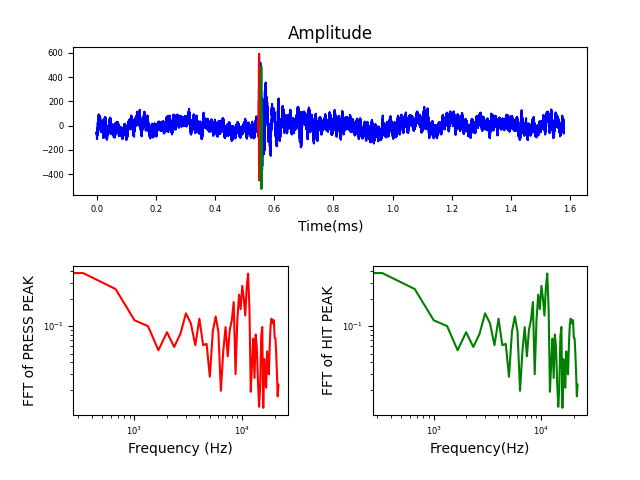 Amplitude
600
400
200
0
−200
−400
0.0 0.2 0.4 0.6 0.8 1.0 1.2 1.4 1.6
Time(ms)
FFT of PRESS PEAK
10⁻¹
10³ 10⁴
Frequency (Hz)
FFT of HIT PEAK
10⁻¹
10³ 10⁴
Frequency(Hz)